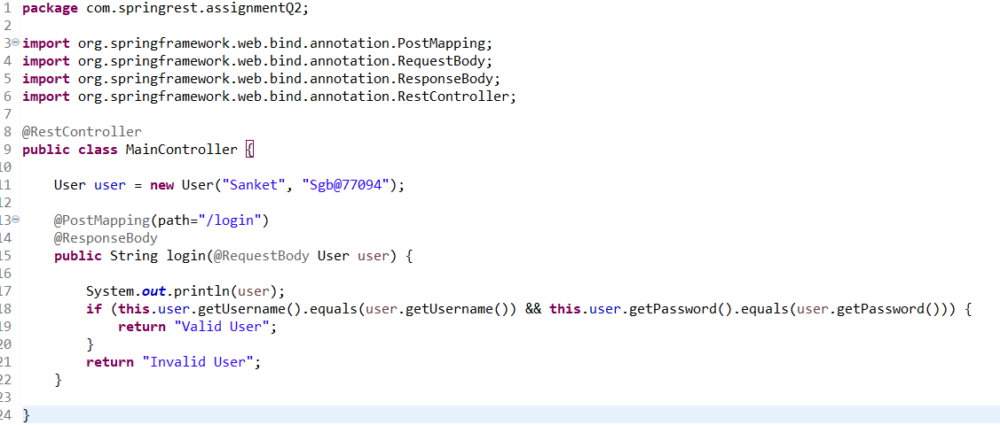 1 package com.springrest.assignmentQ2;
2
3 import org.springframework.web.bind.annotation.PostMapping;
4 import org.springframework.web.bind.annotation.RequestBody;
5 import org.springframework.web.bind.annotation.ResponseBody;
6 import org.springframework.web.bind.annotation.RestController;
7
8 @RestController
9 public class MainController {
10
11     User user = new User("Sanket", "Sgb@77094");
12
13     @PostMapping(path="/login")
14     @ResponseBody
15     public String login(@RequestBody User user) {
16
17         System.out.println(user);
18         if (this.user.getUsername().equals(user.getUsername()) && this.user.getPassword().equals(user.getPassword())) {
19             return "Valid User";
20         }
21         return "Invalid User";
22     }
23
24 }